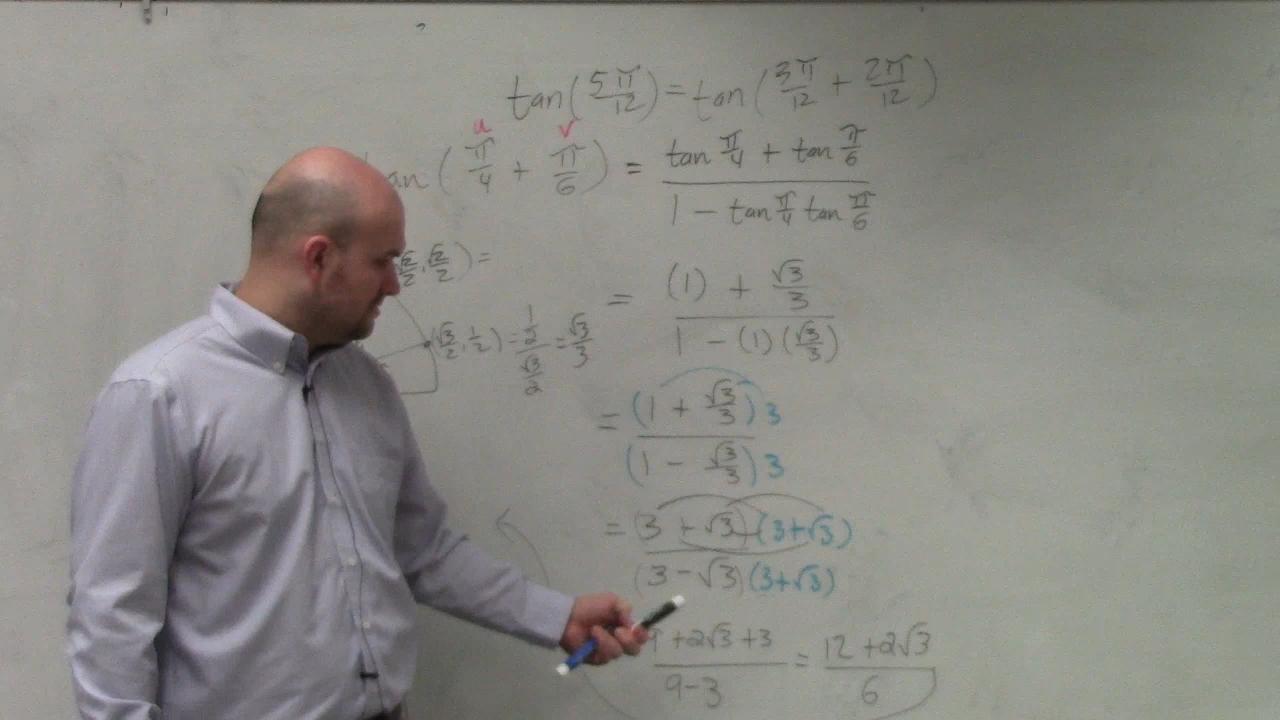 tan(5π/12) = tan(3π/12 + 2π/12)
u v
tan(π/4 + π/6) = (tan π/4 + tan π/6)/(1 - tan π/4 tan π/6)
√2/2, √2/2) =
= ((1) + √3/3)/(1 - (1)(√3/3))
(√3/2, 1/2) = (1/2)/(√3/2) = √3/3
= (1 + √3/3)3/(1 - √3/3)3
= (3 + √3)(3+√3)/(3 - √3)(3+√3)
9 + 2√3 + 3/9-3 = 12 + 2√3/6